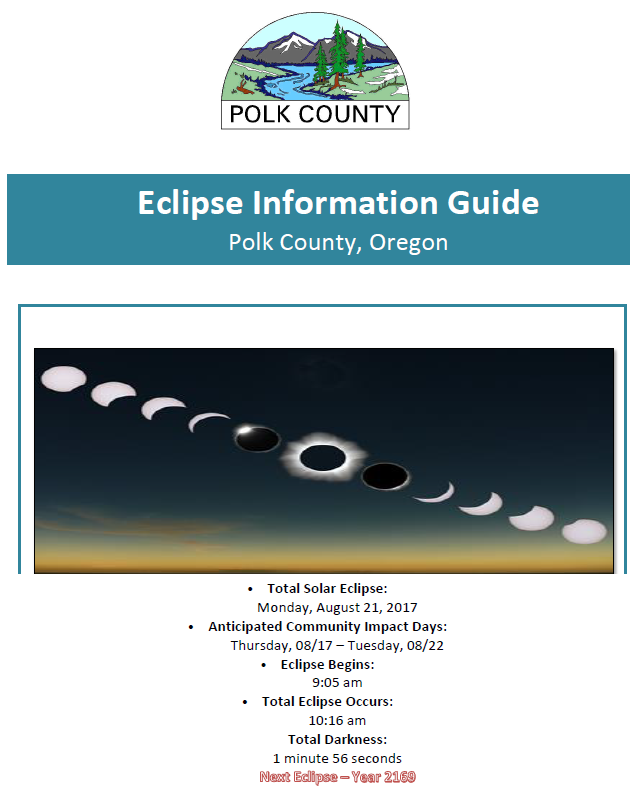 POLK COUNTY
Eclipse Information Guide
Polk County, Oregon
• Total Solar Eclipse:
Monday, August 21, 2017
• Anticipated Community Impact Days:
Thursday, 08/17 – Tuesday, 08/22
• Eclipse Begins:
9:05 am
• Total Eclipse Occurs:
10:16 am
Total Darkness:
1 minute 56 seconds
Next Eclipse – Year 2169